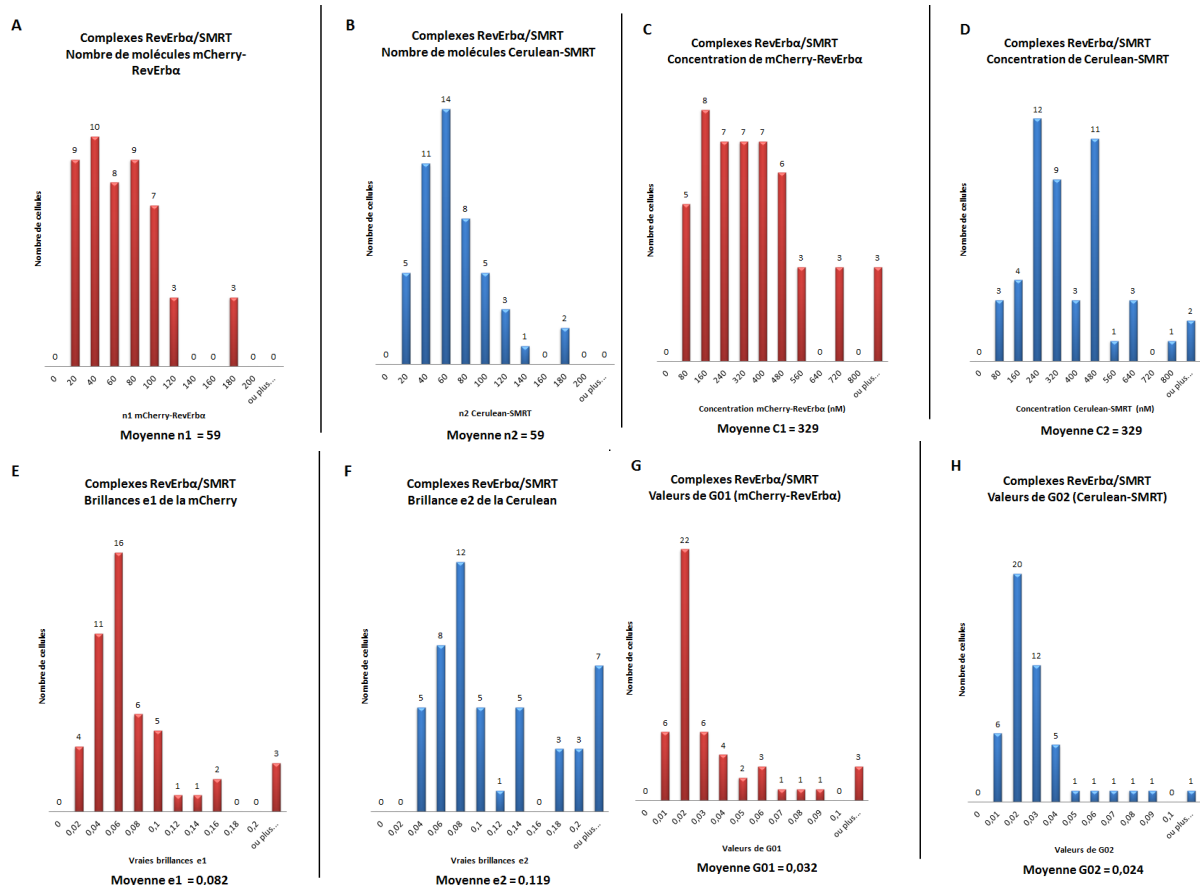 A
Complexes RevErbα/SMRT
Nombre de molécules mCherry-
RevErbα
Nombre de cellules
0 9 10 8 9 7 3 0 0 3 0 0
0 20 40 60 80 100 120 140 160 180 200 ou plus...
n1 mCherry-RevErbα
Moyenne n1 = 59
B
Complexes RevErbα/SMRT
Nombre de molécules Cerulean-SMRT
Nombre de cellules
0 5 11 14 8 5 3 1 0 2 0 0
0 20 40 60 80 100 120 140 160 180 200 ou plus...
n2 Cerulean-SMRT
Moyenne n2 = 59
C
Complexes RevErbα/SMRT
Concentration de mCherry-RevErbα
Nombre de cellules
0 5 8 7 7 7 6 3 0 3 0 3
0 80 160 240 320 400 480 560 640 720 800 ou plus...
Concentration mCherry-RevErbα (nM)
Moyenne C1 = 329
D
Complexes RevErbα/SMRT
Concentration de Cerulean-SMRT
Nombre de cellules
0 3 4 12 9 3 11 1 3 0 1 2
0 80 160 240 320 400 480 560 640 720 800 ou plus...
Concentration Cerulean-SMRT (nM)
Moyenne C2 = 329
E
Complexes RevErbα/SMRT
Brillances e1 de la mCherry
Nombre de cellules
0 4 11 16 6 5 1 1 2 0 0 3
0 0,02 0,04 0,06 0,08 0,1 0,12 0,14 0,16 0,18 0,2 ou plus...
Vraies brillances e1
Moyenne e1 = 0,082
F
Complexes RevErbα/SMRT
Brillance e2 de la Cerulean
Nombre de cellules
0 0 5 8 12 5 1 5 0 3 3 7
0 0,02 0,04 0,06 0,08 0,1 0,12 0,14 0,16 0,18 0,2 ou plus...
Vraies brillances e2
Moyenne e2 = 0,119
G
Complexes RevErbα/SMRT
Valeurs de G01 (mCherry-RevErbα)
Nombre de cellules
0 6 22 6 4 2 3 1 1 1 0 3
0 0,01 0,02 0,03 0,04 0,05 0,06 0,07 0,08 0,09 0,1 ou plus...
Valeurs de G01
Moyenne G01 = 0,032
H
Complexes RevErbα/SMRT
Valeurs de G02 (Cerulean-SMRT)
Nombre de cellules
0 6 20 12 5 1 1 1 1 1 0 1
0 0,01 0,02 0,03 0,04 0,05 0,06 0,07 0,08 0,09 0,1 ou plus...
Valeurs de G02
Moyenne G02 = 0,024